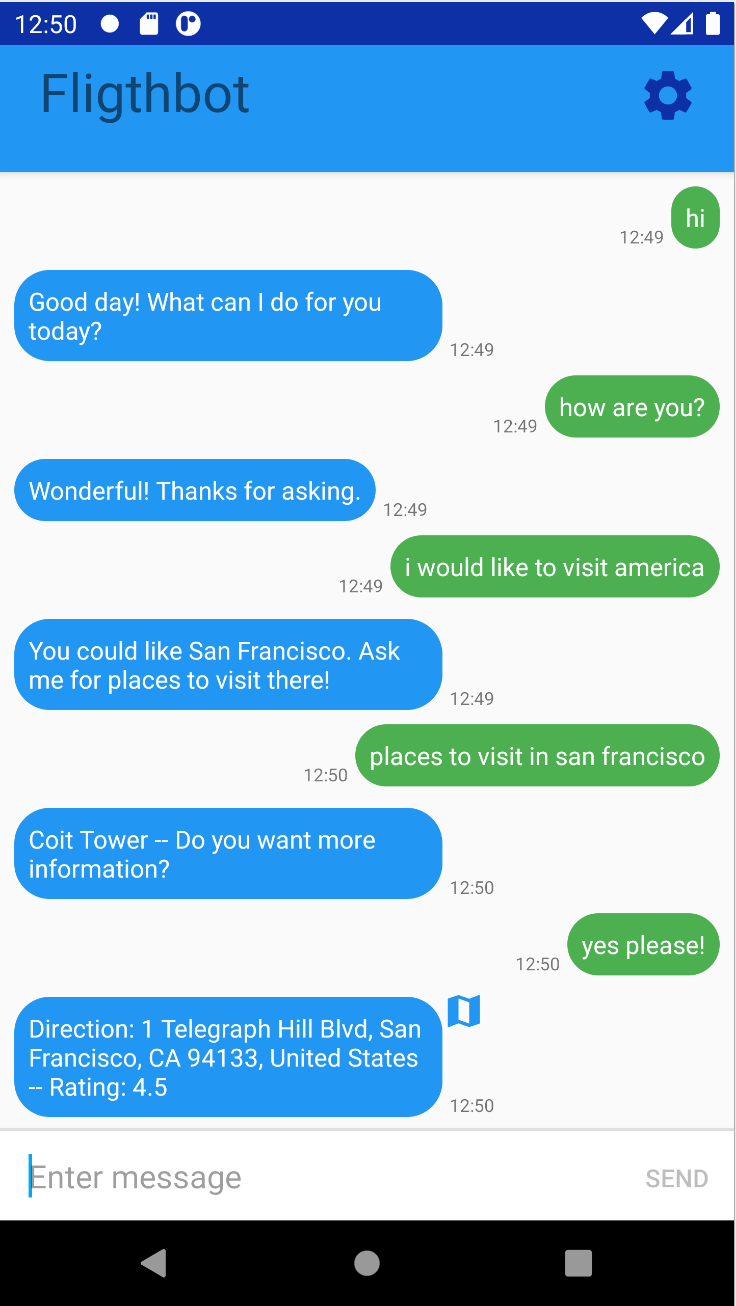 12:50
Fligthbot
hi
12:49
Good day! What can I do for you
today?
12:49
how are you?
12:49
Wonderful! Thanks for asking.
12:49
i would like to visit america
12:49
You could like San Francisco. Ask
me for places to visit there!
12:49
places to visit in san francisco
12:50
Coit Tower -- Do you want more
information?
12:50
yes please!
12:50
Direction: 1 Telegraph Hill Blvd, San
Francisco, CA 94133, United States
-- Rating: 4.5
12:50
Enter message
SEND